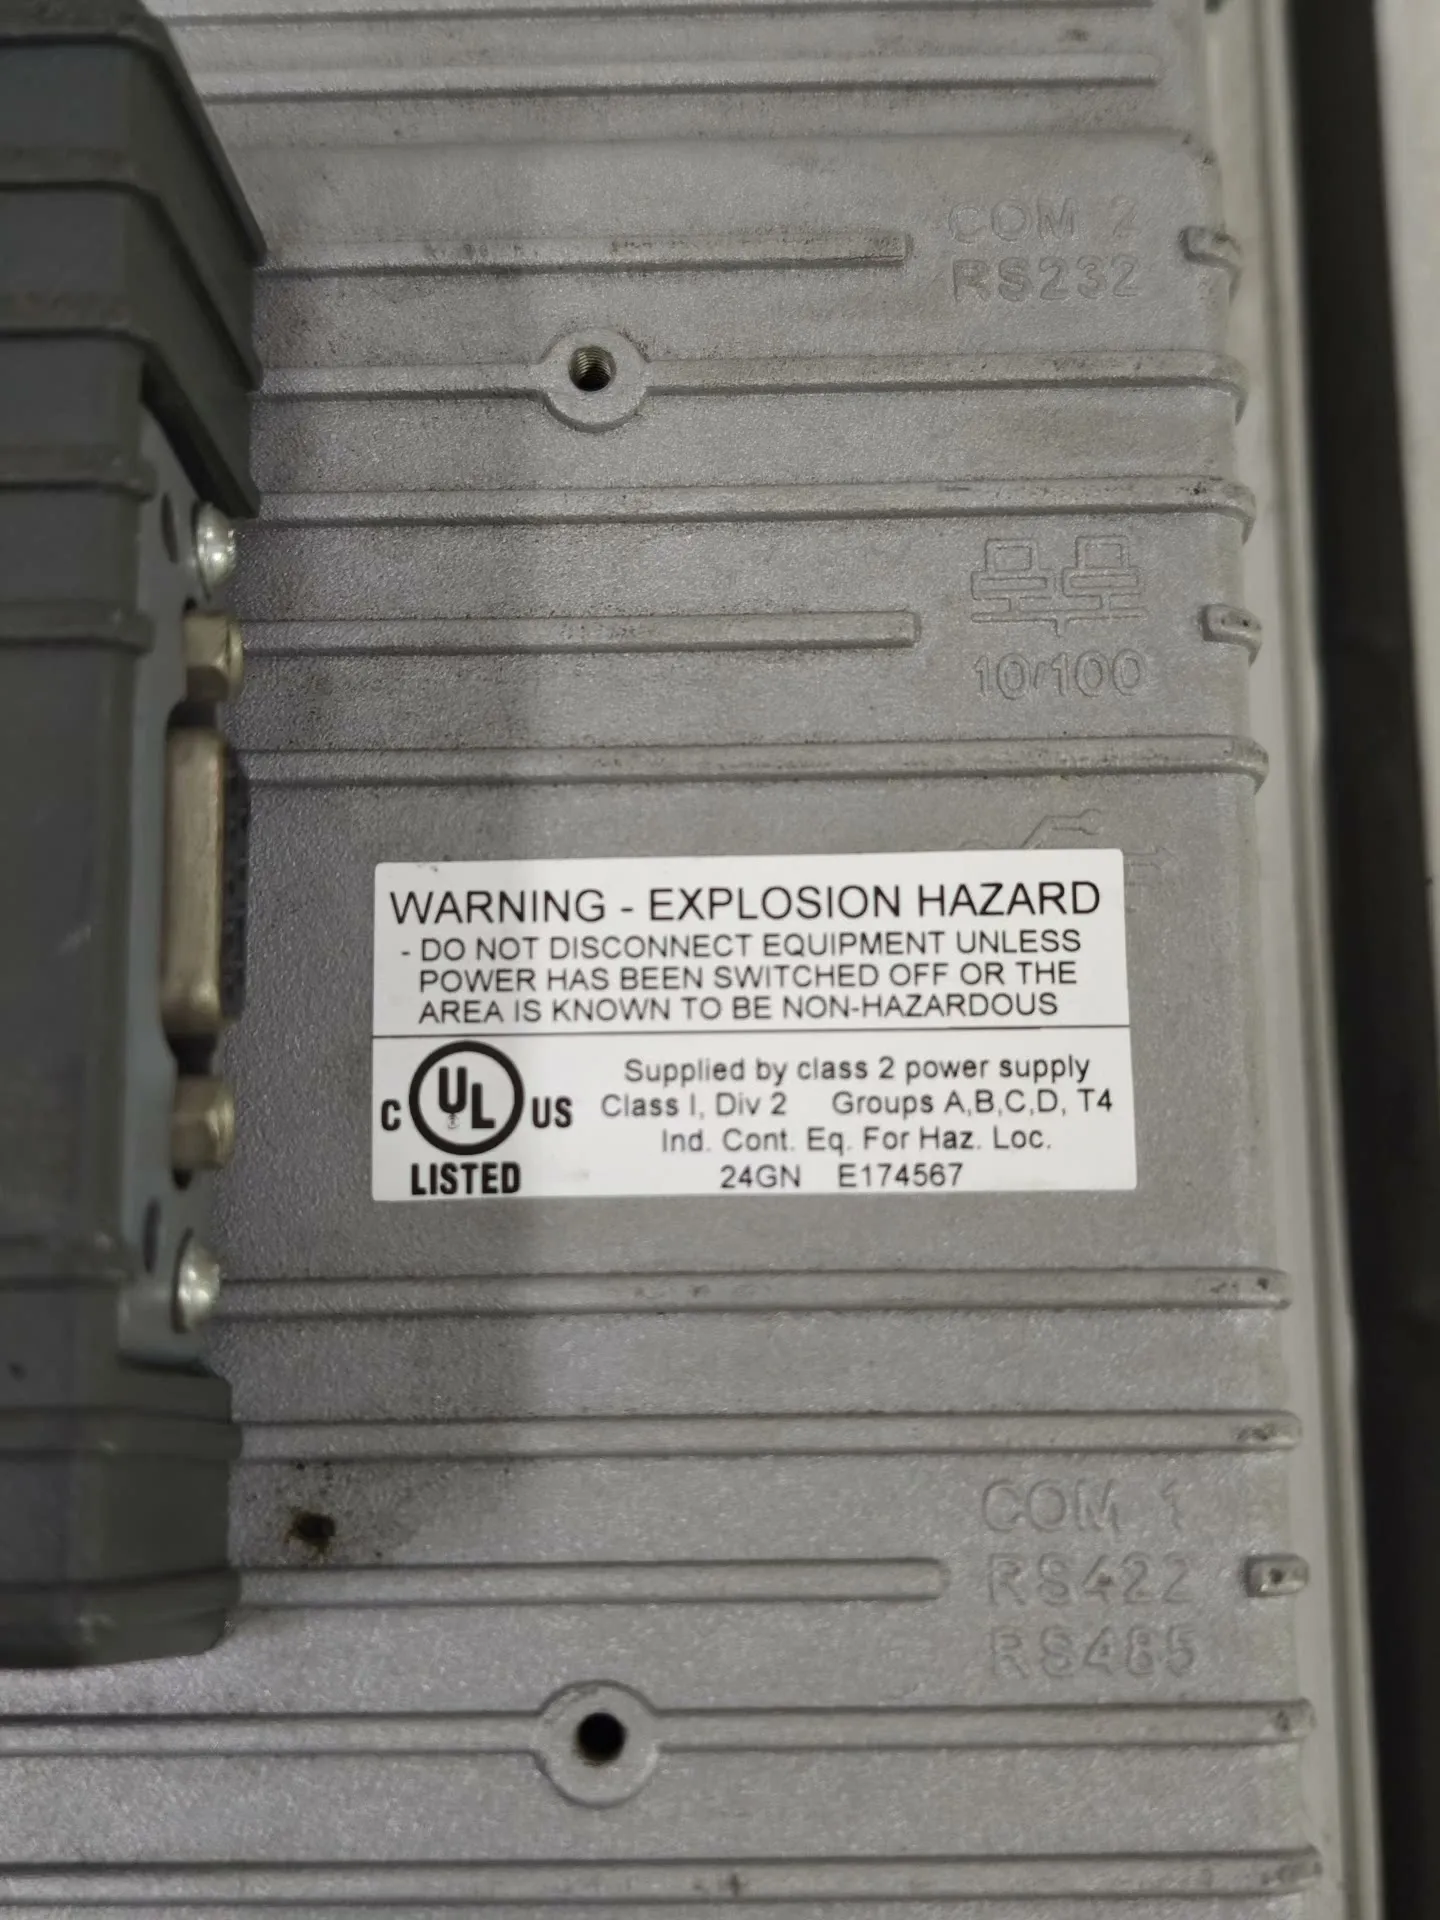 COM 2
RS232
10/100
WARNING - EXPLOSION HAZARD
- DO NOT DISCONNECT EQUIPMENT UNLESS
POWER HAS BEEN SWITCHED OFF OR THE
AREA IS KNOWN TO BE NON-HAZARDOUS
C UL US
LISTED
Supplied by class 2 power supply
Class I, Div 2 Groups A,B,C,D, T4
Ind. Cont. Eq. For Haz. Loc.
24GN E174567
COM 1
RS422
RS485